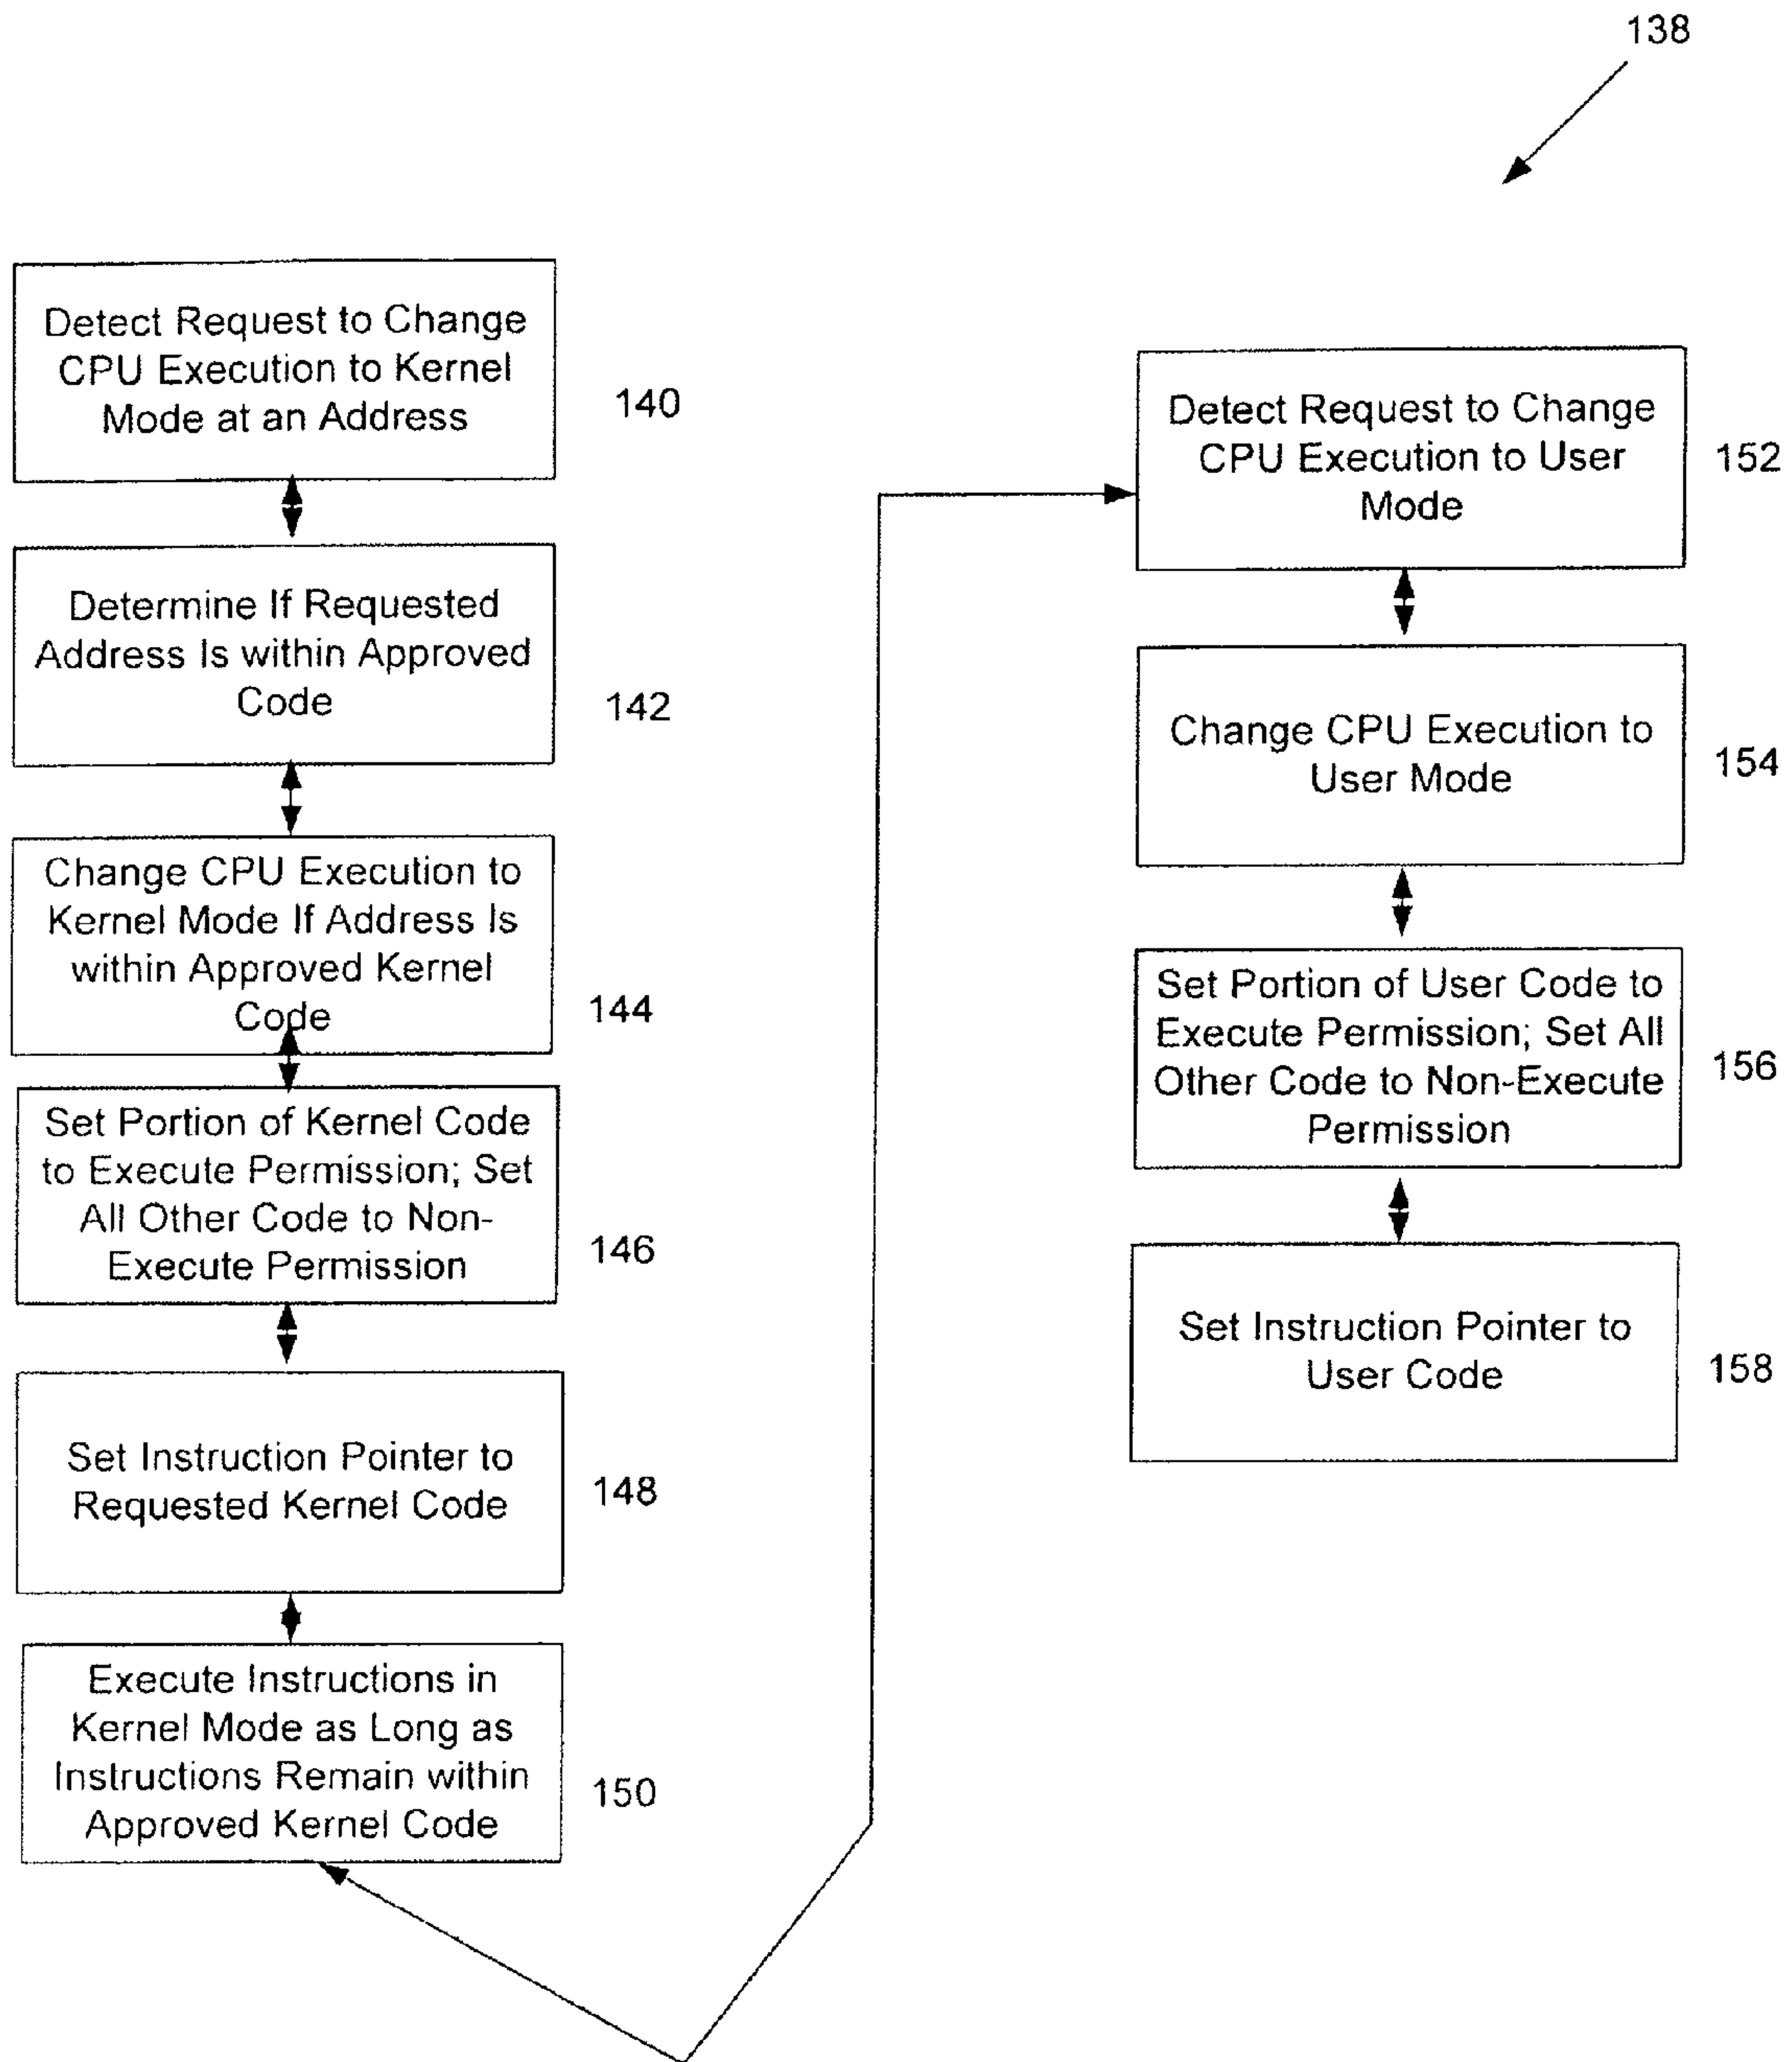 138
Detect Request to Change
CPU Execution to Kernel
Mode at an Address
140
Determine If Requested
Address Is within Approved
Code
142
Change CPU Execution to
Kernel Mode If Address Is
within Approved Kernel
Code
144
Set Portion of Kernel Code
to Execute Permission; Set
All Other Code to Non-
Execute Permission
146
Set Instruction Pointer to
Requested Kernel Code
148
Execute Instructions in
Kernel Mode as Long as
Instructions Remain within
Approved Kernel Code
150
Detect Request to Change
CPU Execution to User
Mode
152
Change CPU Execution to
User Mode
154
Set Portion of User Code to
Execute Permission; Set All
Other Code to Non-Execute
Permission
156
Set Instruction Pointer to
User Code
158